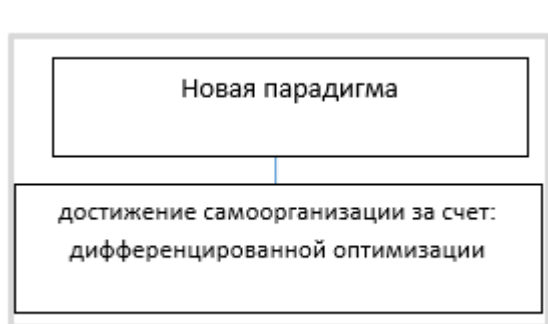 Новая парадигма
достижение самоорганизации за счет:
дифференцированной оптимизации